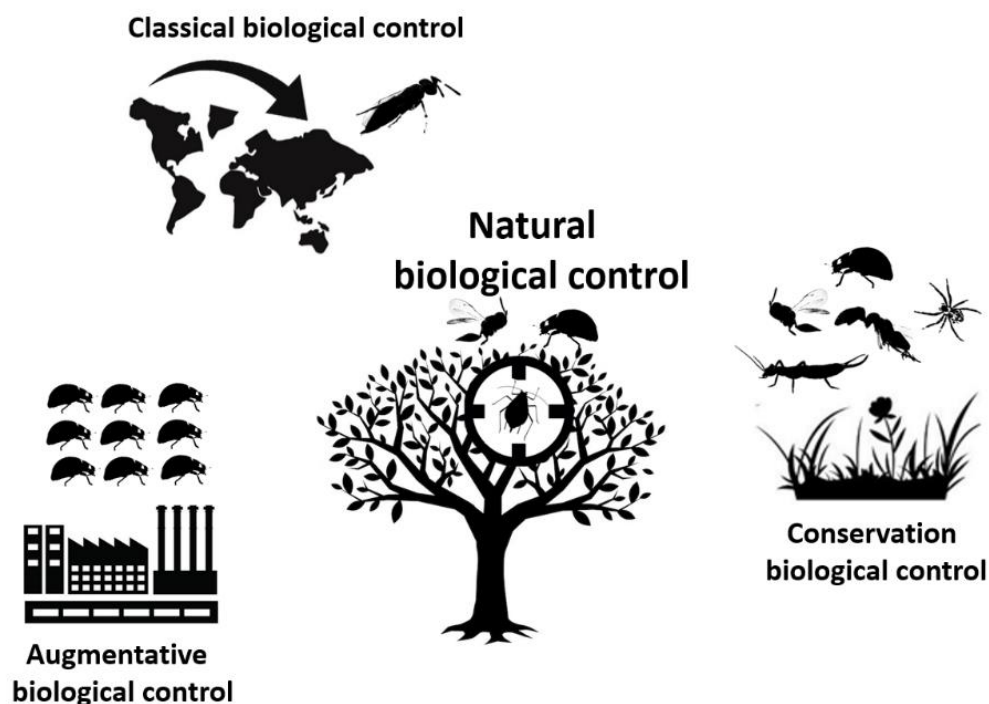 Classical biological control
Natural
biological control
Conservation
biological control
Augmentative
biological control